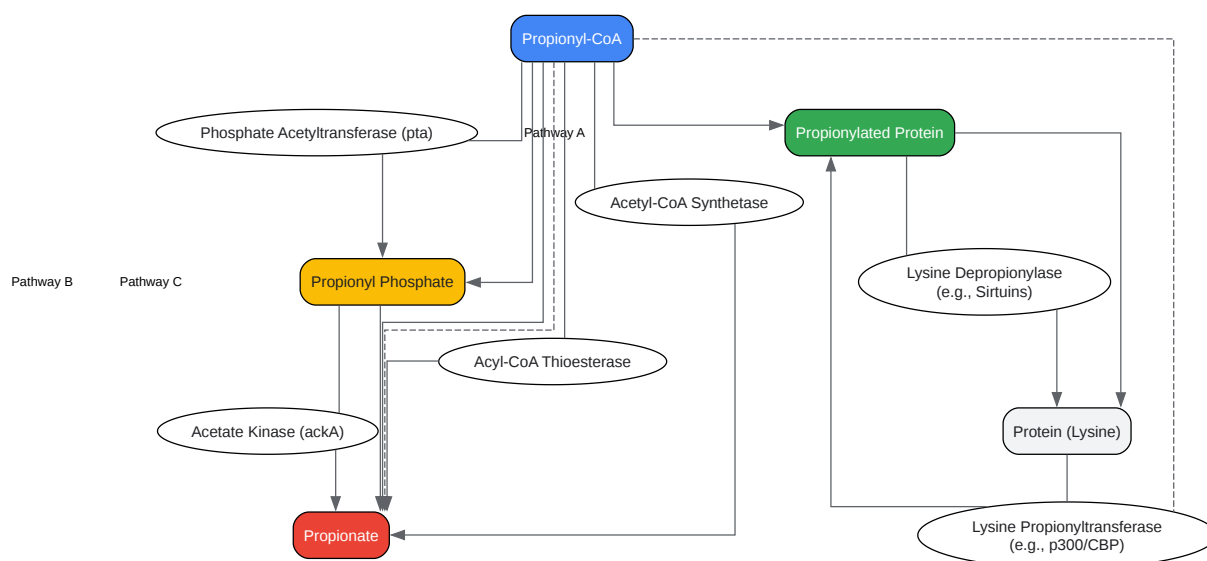 Propionyl-CoA
Phosphate Acetyltransferase (pta)
Pathway A
Propionylated Protein
Acetyl-CoA Synthetase
Pathway B
Pathway C
Propionyl Phosphate
Lysine Depropionylase
(e.g., Sirtuins)
Acyl-CoA Thioesterase
Acetate Kinase (ackA)
Protein (Lysine)
Propionate
Lysine Propionyltransferase
(e.g., p300/CBP)